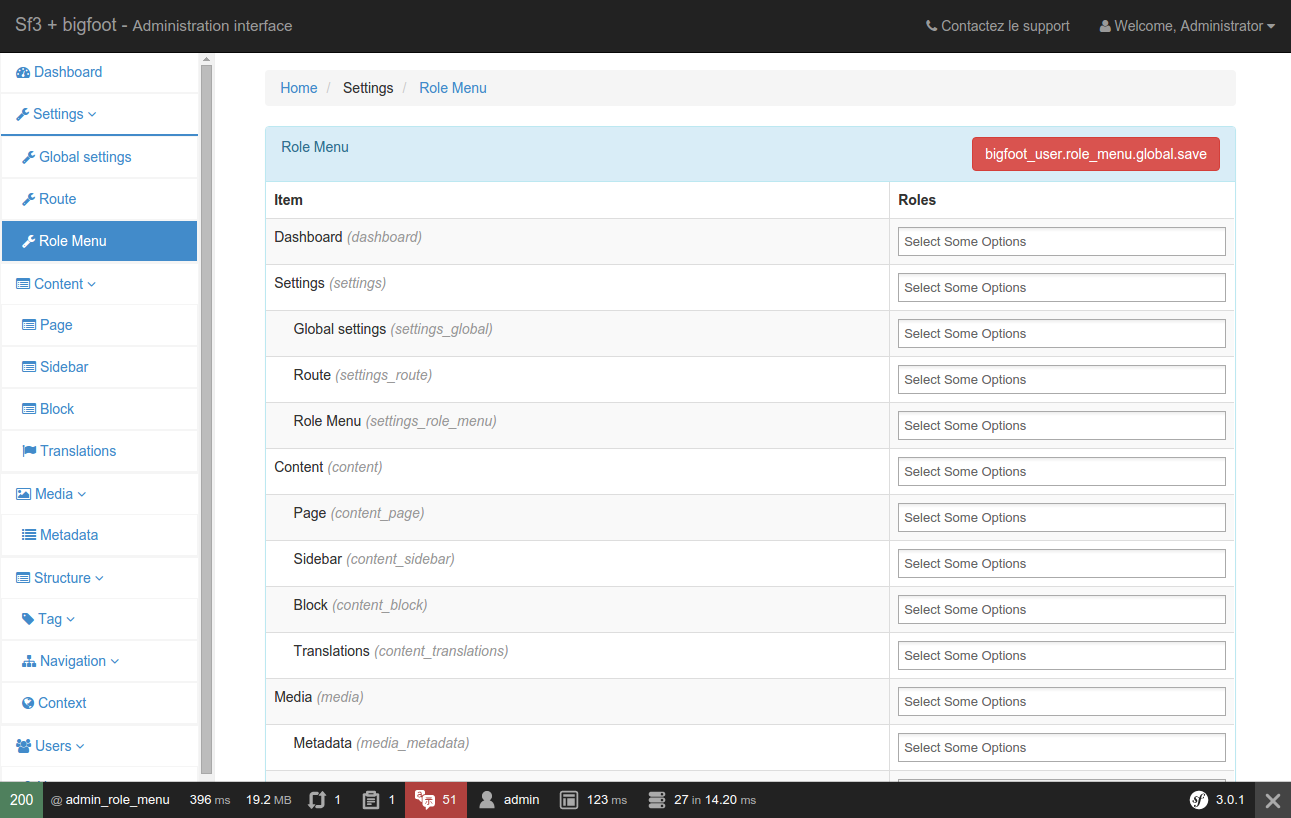 Sf3 + bigfoot - Administration interface
Contactez le support
Welcome, Administrator
Dashboard
Settings
Global settings
Route
Role Menu
Content
Page
Sidebar
Block
Translations
Media
Metadata
Structure
Tag
Navigation
Context
Users
Home / Settings / Role Menu
Role Menu
bigfoot_user.role_menu.global.save
Item Roles
Dashboard (dashboard) Select Some Options
Settings (settings) Select Some Options
Global settings (settings_global) Select Some Options
Route (settings_route) Select Some Options
Role Menu (settings_role_menu) Select Some Options
Content (content) Select Some Options
Page (content_page) Select Some Options
Sidebar (content_sidebar) Select Some Options
Block (content_block) Select Some Options
Translations (content_translations) Select Some Options
Media (media) Select Some Options
Metadata (media_metadata) Select Some Options
200 @ admin_role_menu 396 ms 19.2 MB 1 1 51 admin 123 ms 27 in 14.20 ms sf 3.0.1